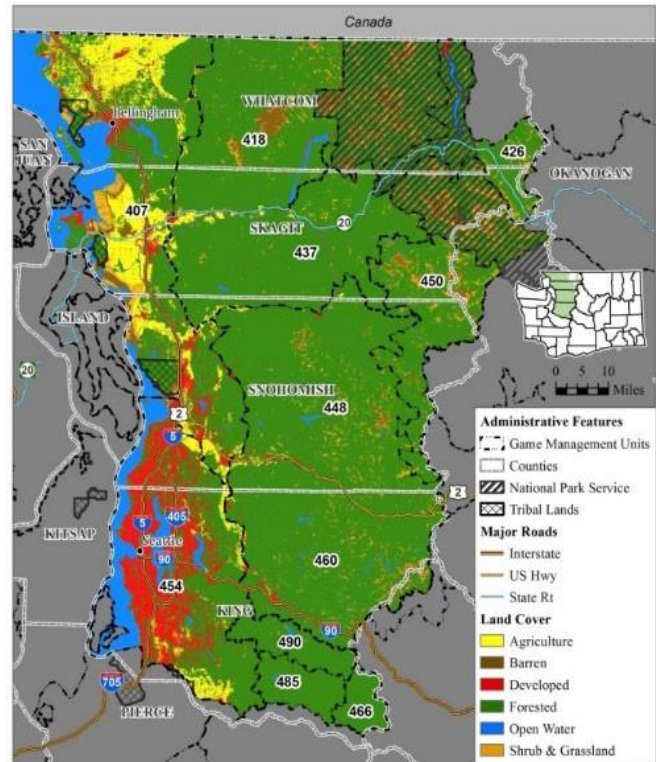 Canada
Bellingham
WHATCOM
SAN
JUAN
418
426
OKANOGAN
407
20
SKAGIT
437
450
ISLAND
0 5 10
Miles
20
SNOHOMISH
2
448
5
2
KITSAP
5
405
Seattle
90
460
454
KING
90
490
705
485
466
PIERCE
Administrative Features
Game Management Units
Counties
National Park Service
Tribal Lands
Major Roads
Interstate
US Hwy
State Rt
Land Cover
Agriculture
Barren
Developed
Forested
Open Water
Shrub & Grassland